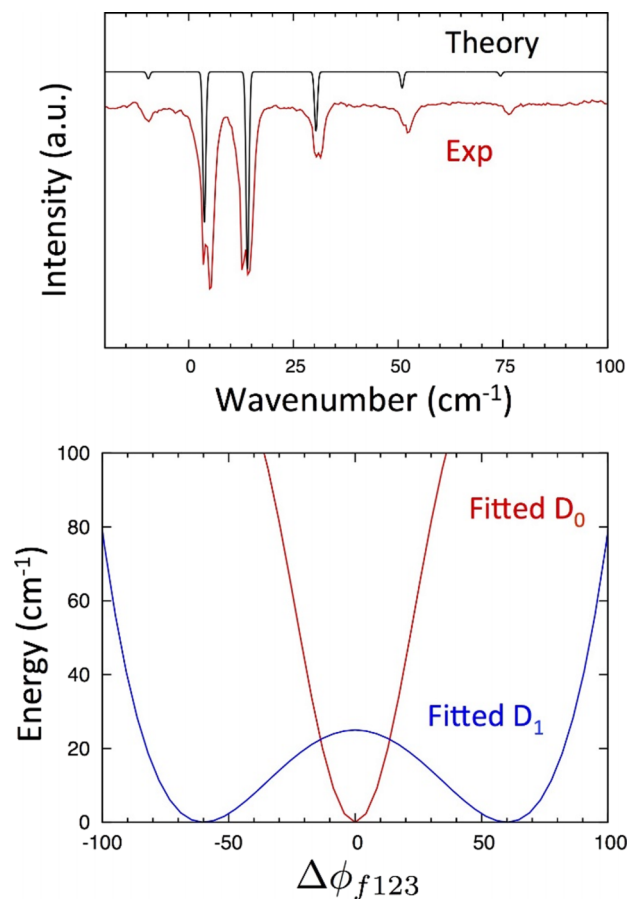 Theory
Exp
Intensity (a.u.)
0 25 50 75 100
Wavenumber (cm⁻¹)
100
80
60
40
20
0
Fitted D₀
Fitted D₁
Energy (cm⁻¹)
-100 -50 0 50 100
Δϕf123